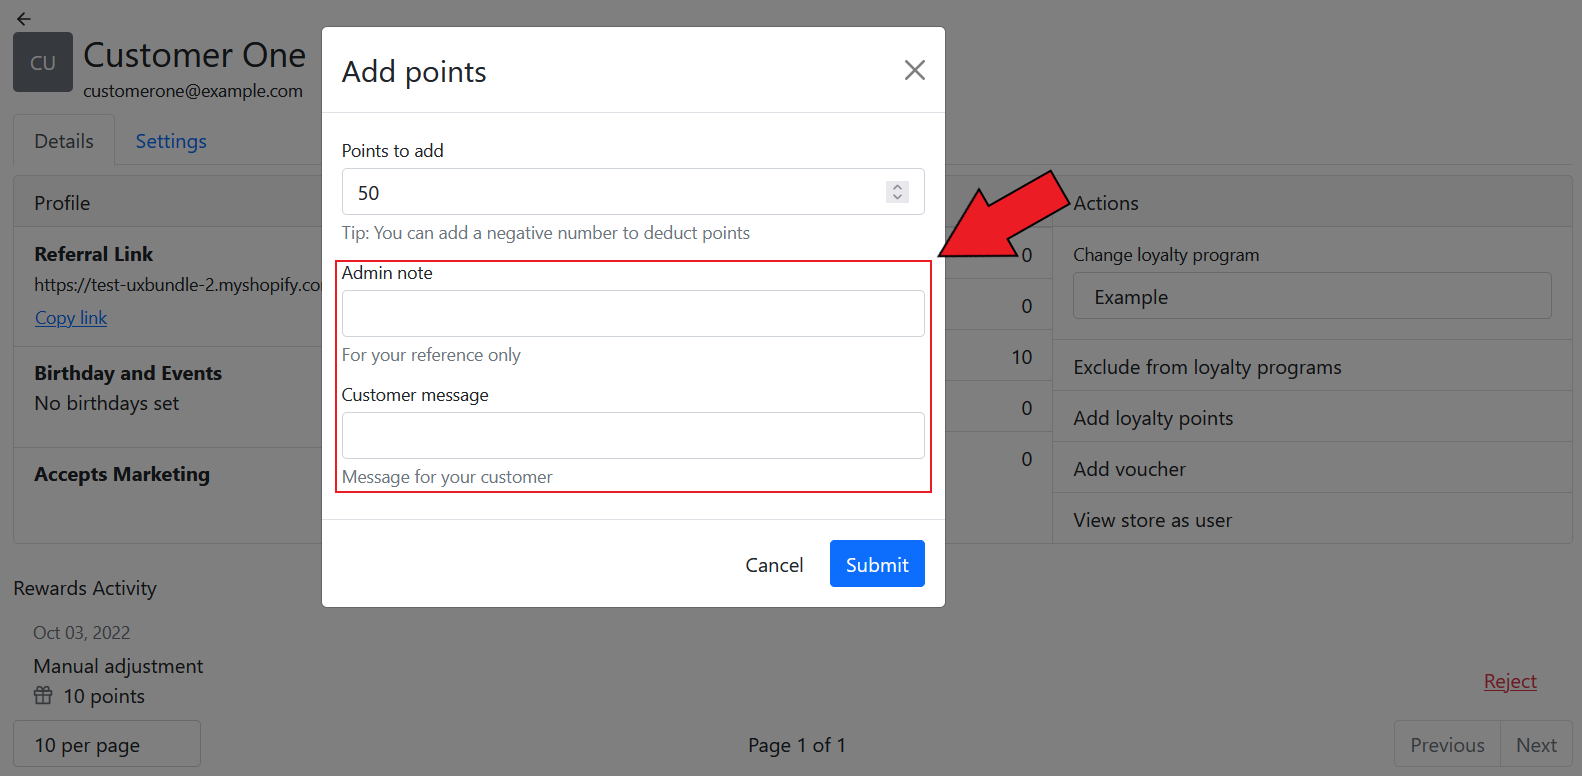 CU
Customer One
customerone@example.com
Details
Settings
Add points
Points to add
50
Tip: You can add a negative number to deduct points
Admin note
For your reference only
Customer message
Message for your customer
Cancel
Submit
Profile
Referral Link
https://test-uxbundle-2.myshopify.co
Copy link
Birthday and Events
No birthdays set
Accepts Marketing
0
0
10
0
0
Actions
Change loyalty program
Example
Exclude from loyalty programs
Add loyalty points
Add voucher
View store as user
Rewards Activity
Oct 03, 2022
Manual adjustment
10 points
Reject
10 per page
Page 1 of 1
Previous
Next